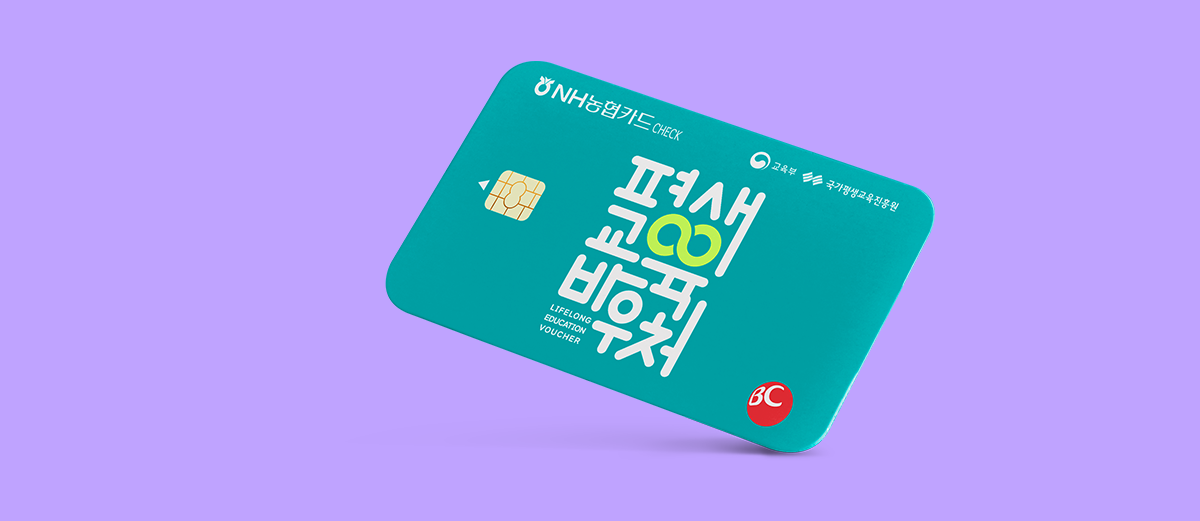 NH농협카드 CHECK
교육부 국가평생교육진흥원
평생
교육
바우처
LIFELONG
EDUCATION
VOUCHER
BC